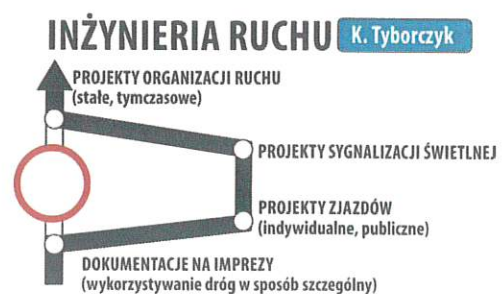 INŻYNIERIA RUCHU K. Tyborczyk
PROJEKTY ORGANIZACJI RUCHU
(stałe, tymczasowe)
PROJEKTY SYGNALIZACJI ŚWIETLNEJ
PROJEKTY ZJAZDÓW
(indywidualne, publiczne)
DOKUMENTACJE NA IMPREZY
(wykorzystywanie dróg w sposób szczególny)